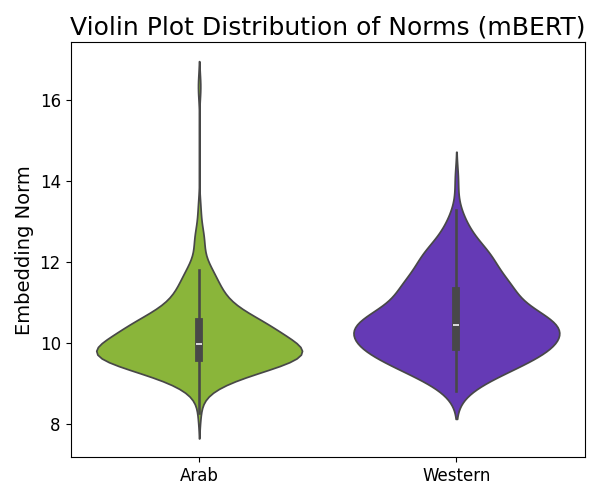 Violin Plot Distribution of Norms (mBERT)
Embedding Norm
16
14
12
10
8
Arab
Western